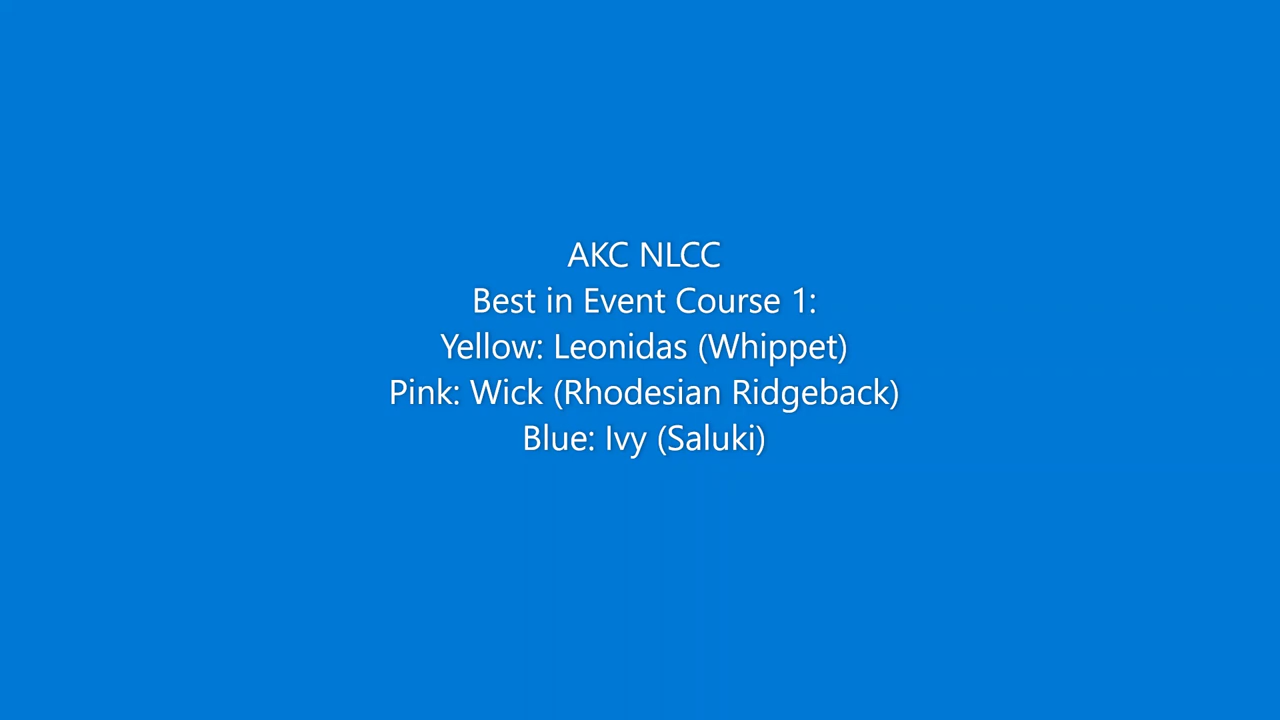 AKC NLCC
Best in Event Course 1:
Yellow: Leonidas (Whippet)
Pink: Wick (Rhodesian Ridgeback)
Blue: Ivy (Saluki)